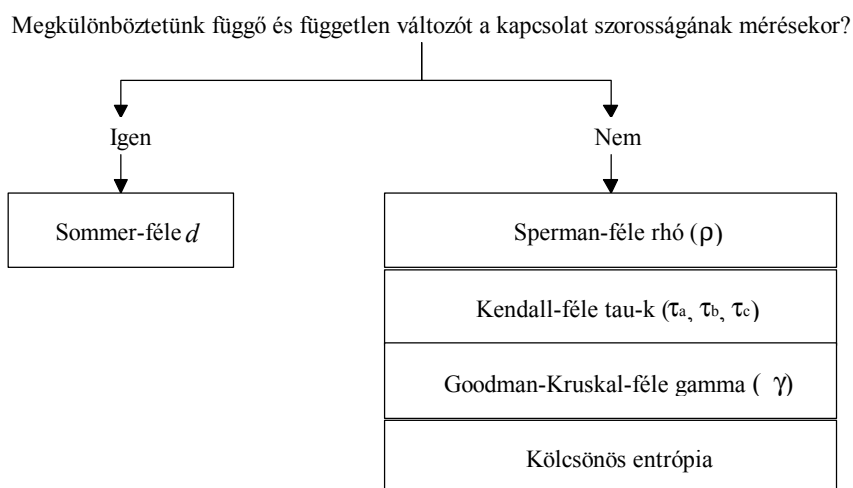 Megkülönböztetünk függő és független változót a kapcsolat szorosságának mérésekor?
Igen
Nem
Sommer-féle d
Sperman-féle rhó (ρ)
Kendall-féle tau-k (τa, τb, τc)
Goodman-Kruskal-féle gamma ( γ)
Kölcsönös entrópia